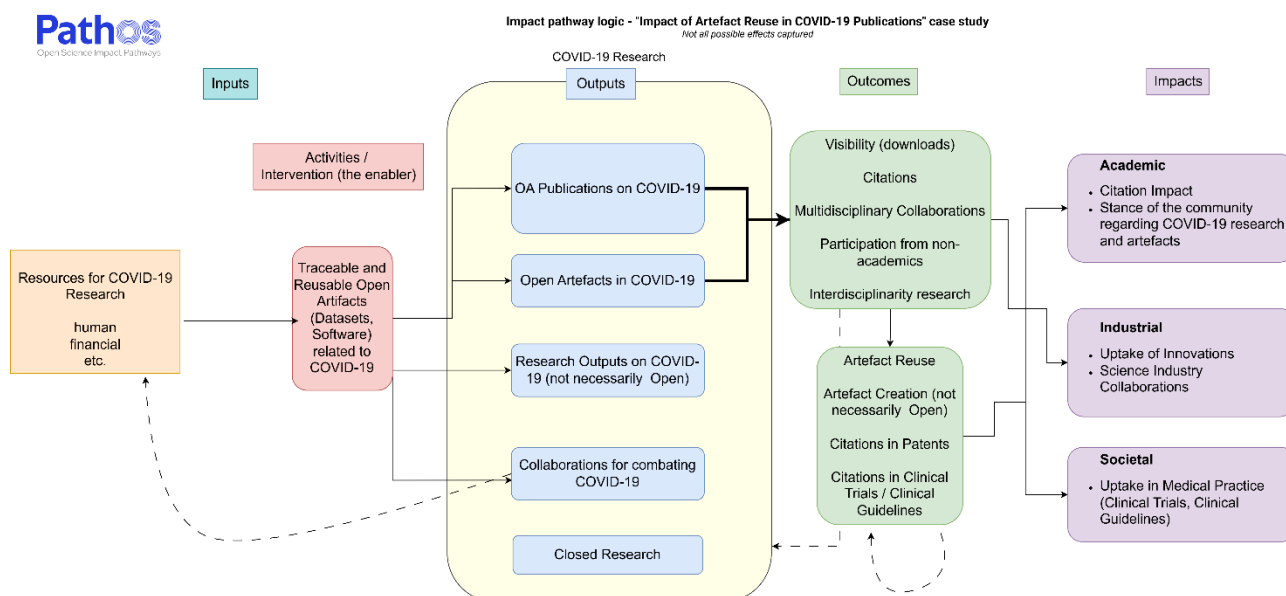 PathOS
Open Science Impact Pathways
Impact pathway logic - "Impact of Artefact Reuse in COVID-19 Publications" case study
Not all possible effects captured
COVID-19 Research
Inputs
Outputs
Outcomes
Impacts
Activities /
Intervention (the enabler)
Resources for COVID-19
Research
human
financial
etc.
Traceable and
Reusable Open
Artifacts
(Datasets,
Software)
related to
COVID-19
OA Publications on COVID-19
Open Artefacts in COVID-19
Research Outputs on COVID-
19 (not necessarily Open)
Collaborations for combating
COVID-19
Closed Research
Visibility (downloads)
Citations
Multidisciplinary Collaborations
Participation from non-
academics
Interdisciplinarity research
Artefact Reuse
Artefact Creation (not
necessarily Open)
Citations in Patents
Citations in Clinical
Trials / Clinical
Guidelines
Academic
• Citation Impact
• Stance of the community
regarding COVID-19 research
and artefacts
Industrial
• Uptake of Innovations
• Science Industry
Collaborations
Societal
• Uptake in Medical Practice
(Clinical Trials, Clinical
Guidelines)